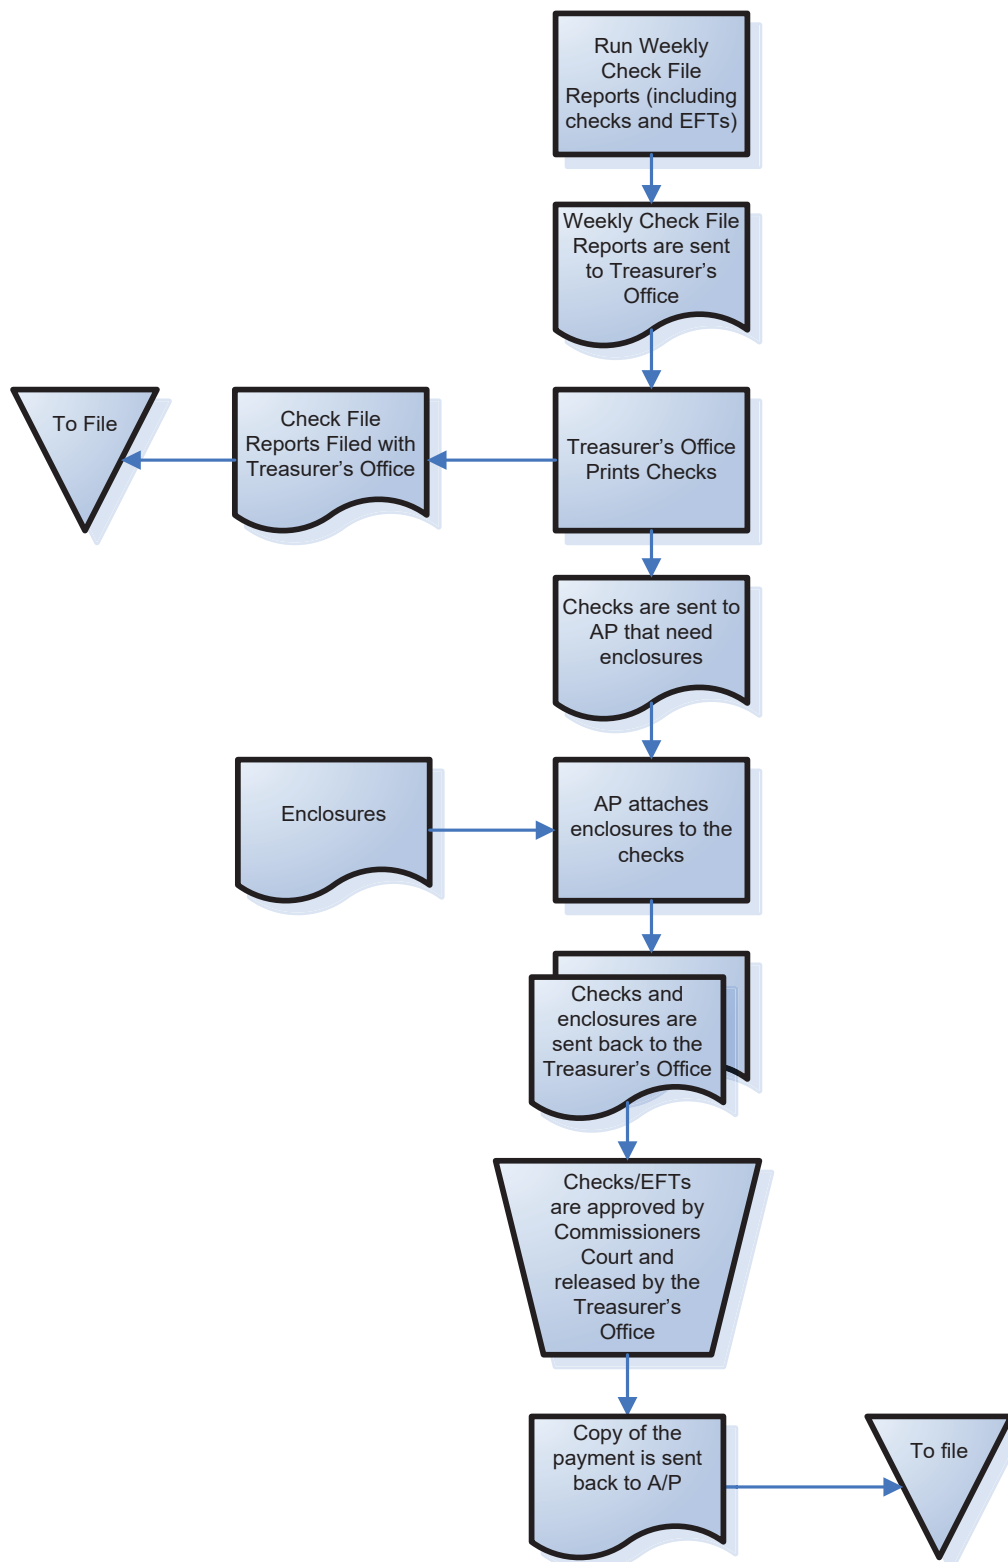 Run Weekly
Check File
Reports (including
checks and EFTs)
Weekly Check File
Reports are sent
to Treasurer’s
Office
To File
Check File
Reports Filed with
Treasurer’s Office
Treasurer’s Office
Prints Checks
Checks are sent to
AP that need
enclosures
Enclosures
AP attaches
enclosures to the
checks
Checks and
enclosures are
sent back to the
Treasurer’s Office
Checks/EFTs
are approved by
Commissioners
Court and
released by the
Treasurer’s
Office
Copy of the
payment is sent
back to A/P
To file